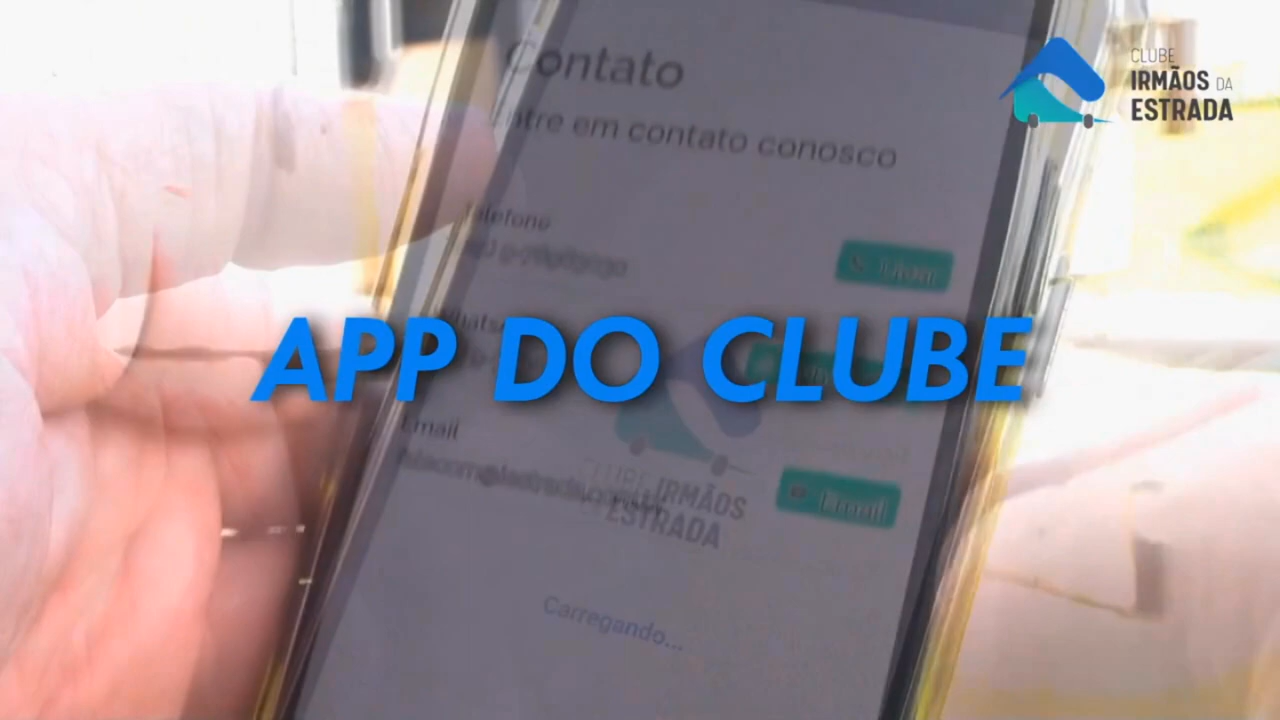 CLUBE
IRMÃOS DA
ESTRADA
Contato
Entre em contato conosco
Telefone
Ligar
APP DO CLUBE
Email
Email
CLUBE IRMÃOS
ESTRADA
Carregando...